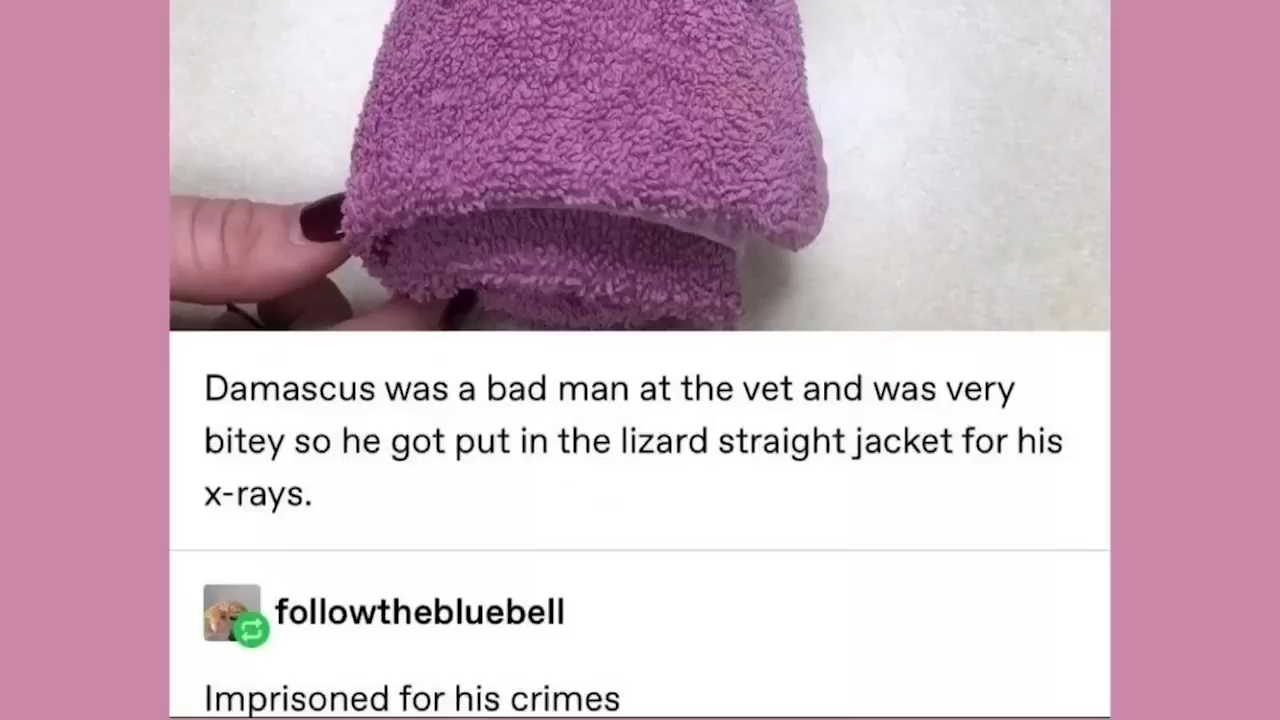 Damascus was a bad man at the vet and was very
bitey so he got put in the lizard straight jacket for his
x-rays.
followthebluebell
Imprisoned for his crimes